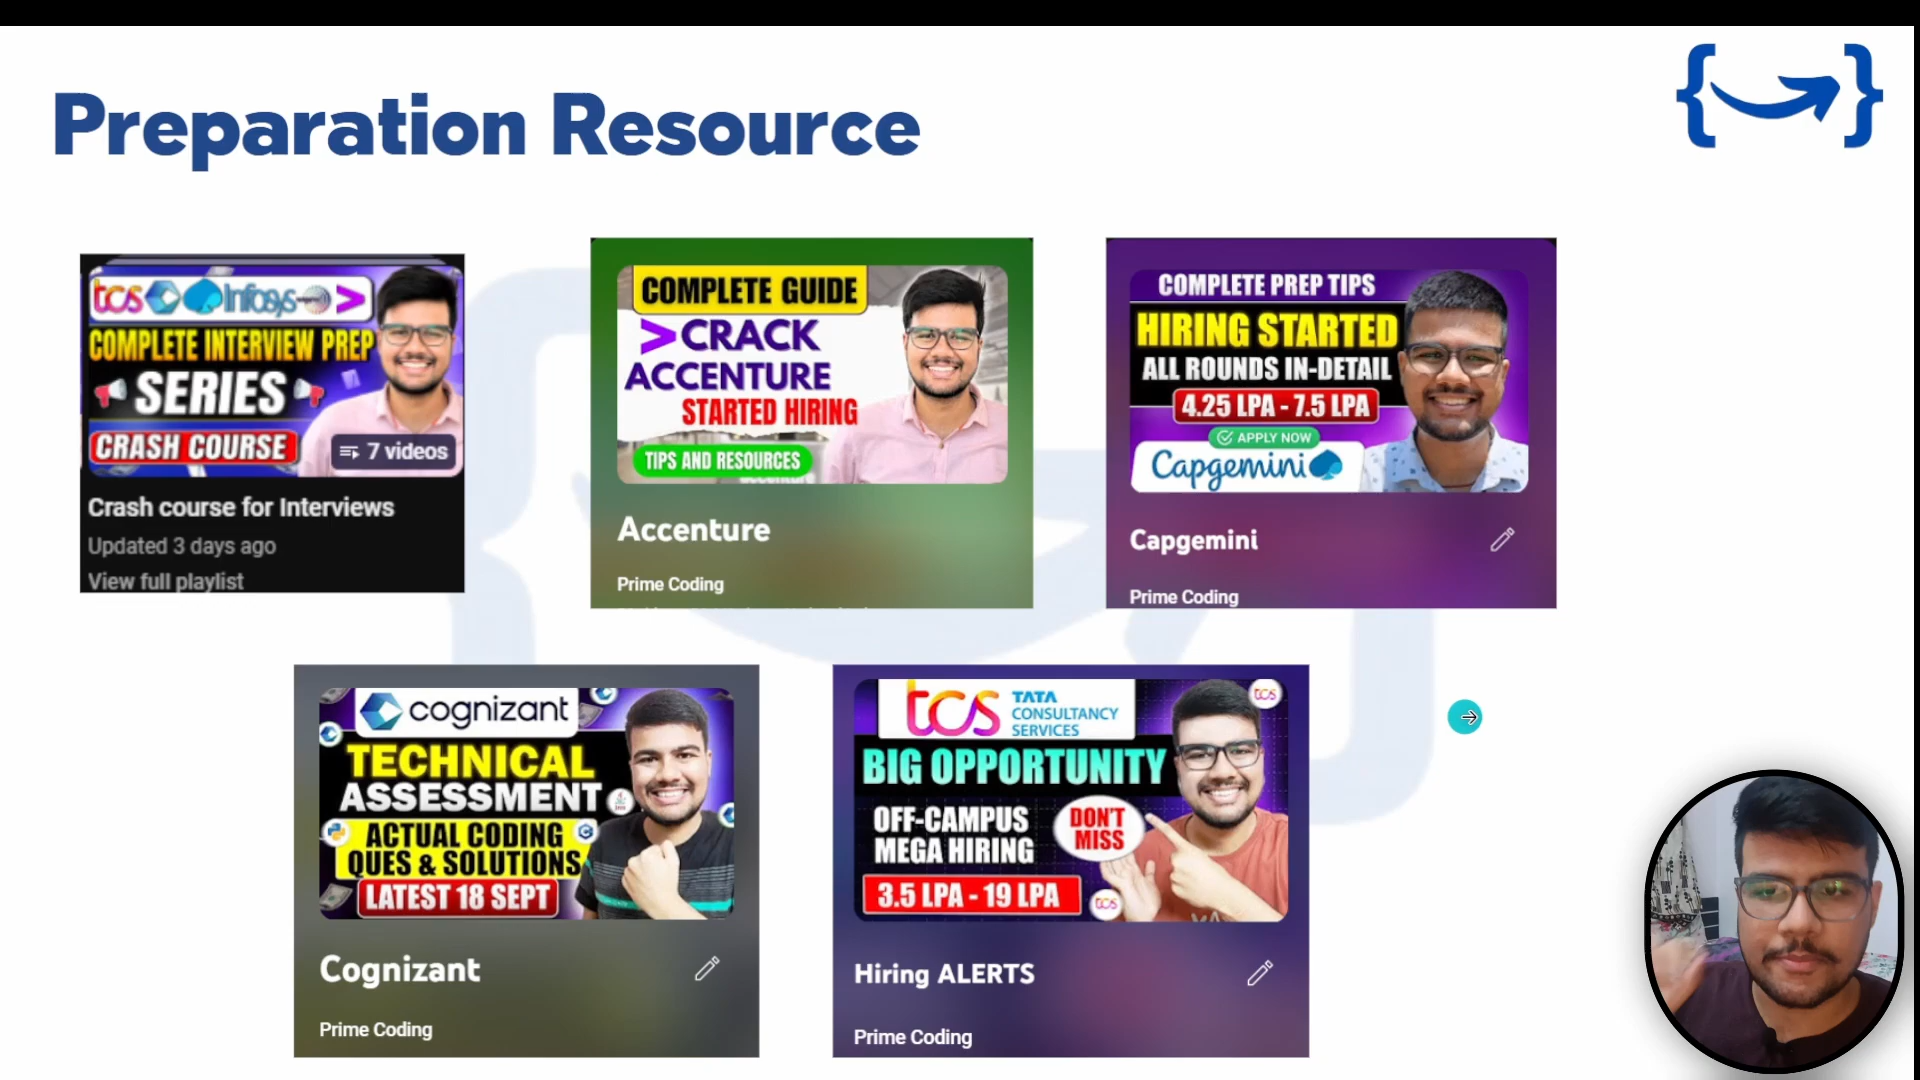 Preparation Resource
tcs Infosys
COMPLETE INTERVIEW PREP
SERIES
CRASH COURSE
7 videos
Crash course for Interviews
Updated 3 days ago
View full playlist
COMPLETE GUIDE
CRACK
ACCENTURE
STARTED HIRING
TIPS AND RESOURCES
Accenture
Prime Coding
COMPLETE PREP TIPS
HIRING STARTED
ALL ROUNDS IN-DETAIL
4.25 LPA - 7.5 LPA
APPLY NOW
Capgemini
Capgemini
Prime Coding
cognizant
TECHNICAL
ASSESSMENT
ACTUAL CODING
QUES & SOLUTIONS
LATEST 18 SEPT
Cognizant
Prime Coding
tcs TATA
CONSULTANCY
SERVICES
tcs
BIG OPPORTUNITY
OFF-CAMPUS
MEGA HIRING
DON'T
MISS
3.5 LPA - 19 LPA
tcs
Hiring ALERTS
Prime Coding